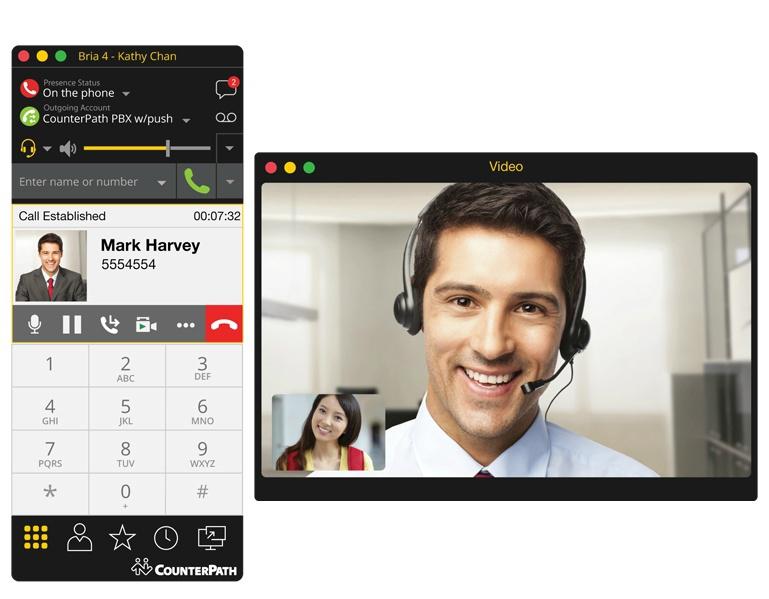 Bria 4 - Kathy Chan
Presence Status
On the phone
2
Outgoing Account
CounterPath PBX w/push
Enter name or number
Call Established 00:07:32
Mark Harvey
5554554
1 2 3
ABC DEF
4 5 6
GHI JKL MNO
7 8 9
PQRS TUV WXYZ
* 0 #
+
COUNTERPATH
Video